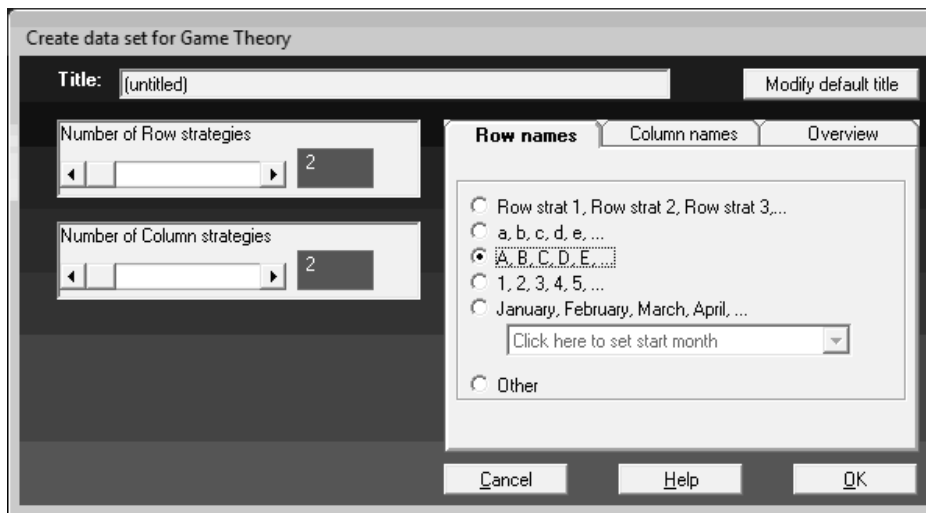 Create data set for Game Theory
Title: (untitled) Modify default title
Number of Row strategies
2
Number of Column strategies
2
Row names Column names Overview
Row strat 1, Row strat 2, Row strat 3,...
a, b, c, d, e, ...
A, B, C, D, E, ...
1, 2, 3, 4, 5, ...
January, February, March, April, ...
Click here to set start month
Other
Cancel Help OK